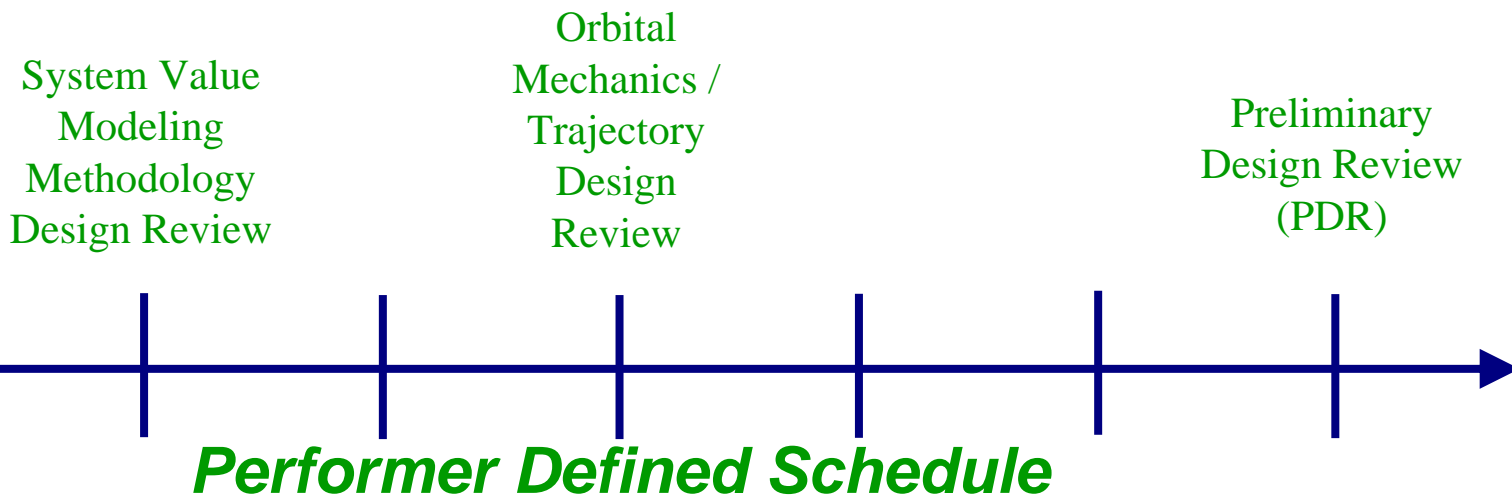 System Value
Modeling
Methodology
Design Review
Orbital
Mechanics /
Trajectory
Design
Review
Preliminary
Design Review
(PDR)
Performer Defined Schedule